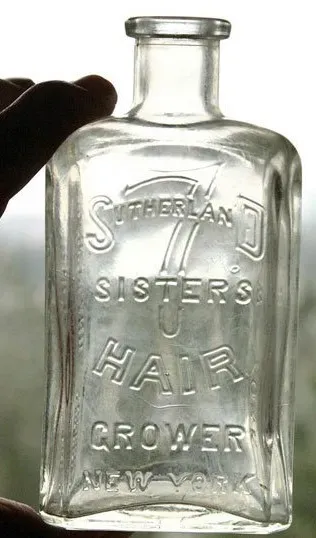 7
SUTHERLAND
SISTERS
HAIR
GROWER
NEW-YORK